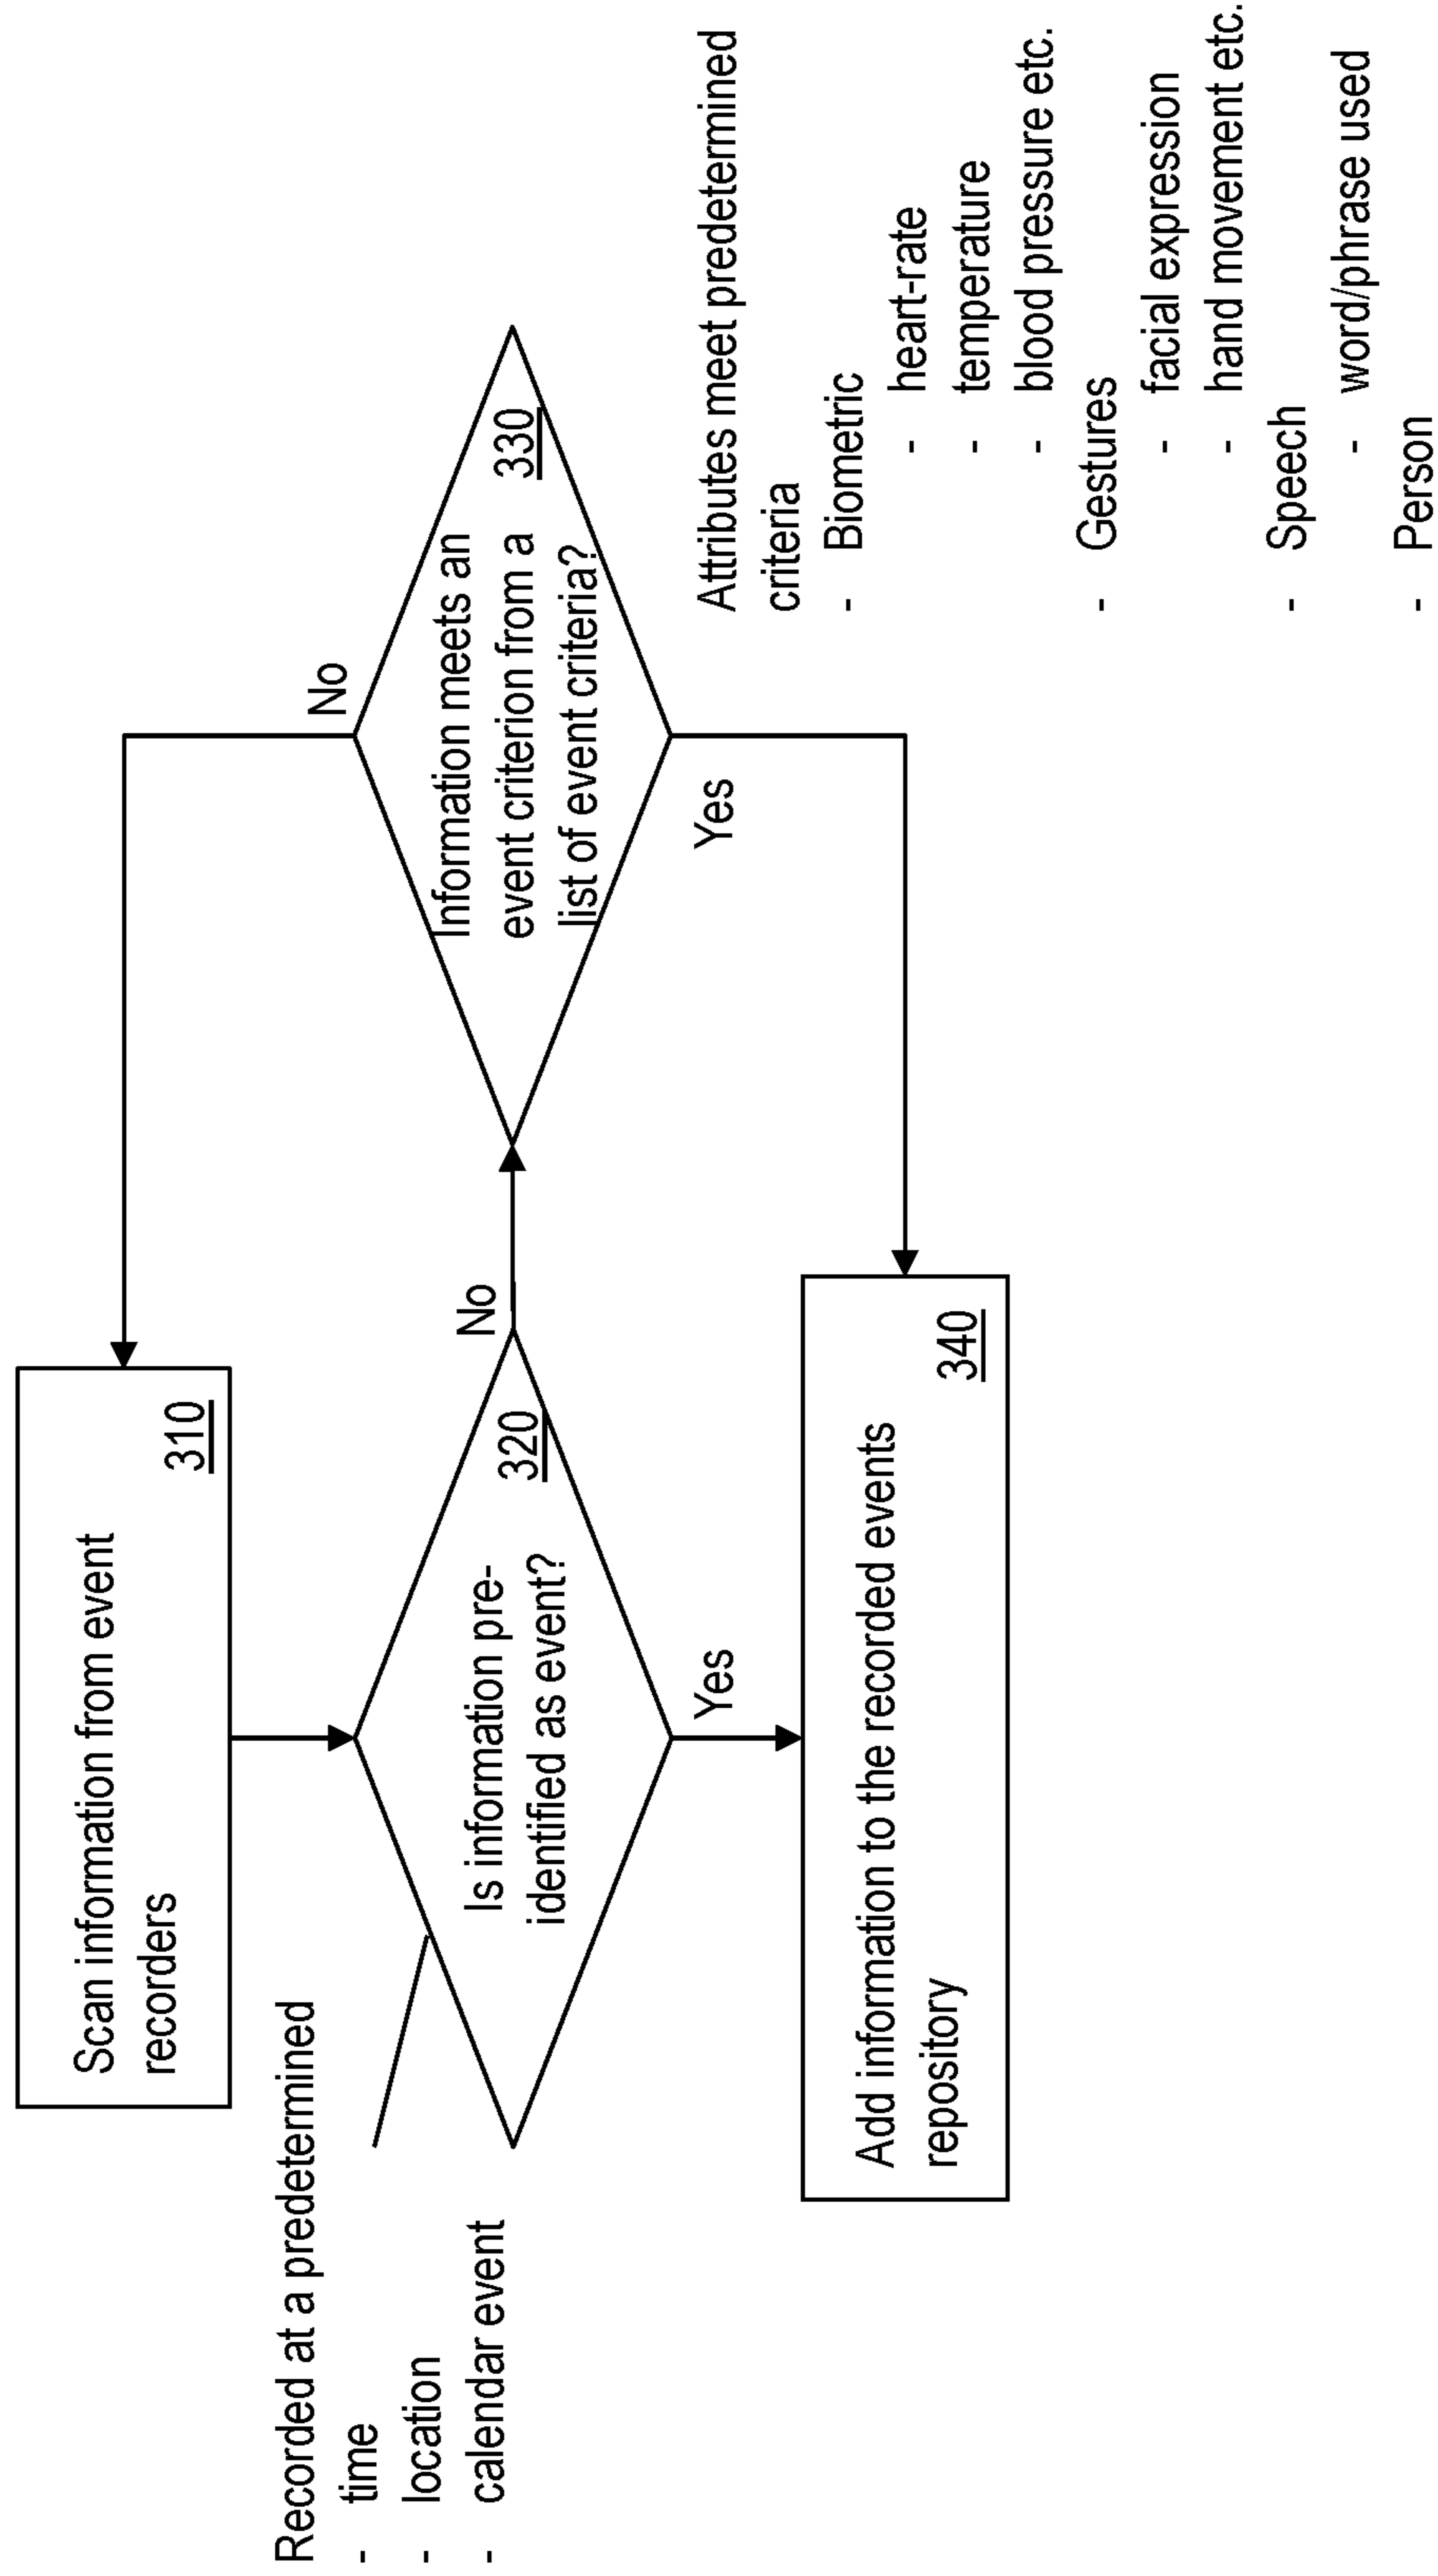 Scan information from event
recorders
310
Recorded at a predetermined
- time
- location
- calendar event
Is information pre-
identified as event?
320
No
Yes
Information meets an
event criterion from a
list of event criteria?
330
No
Yes
Add information to the recorded events
repository
340
Attributes meet predetermined
criteria
- Biometric
- heart-rate
- temperature
- blood pressure etc.
- Gestures
- facial expression
- hand movement etc.
- Speech
- word/phrase used
- Person